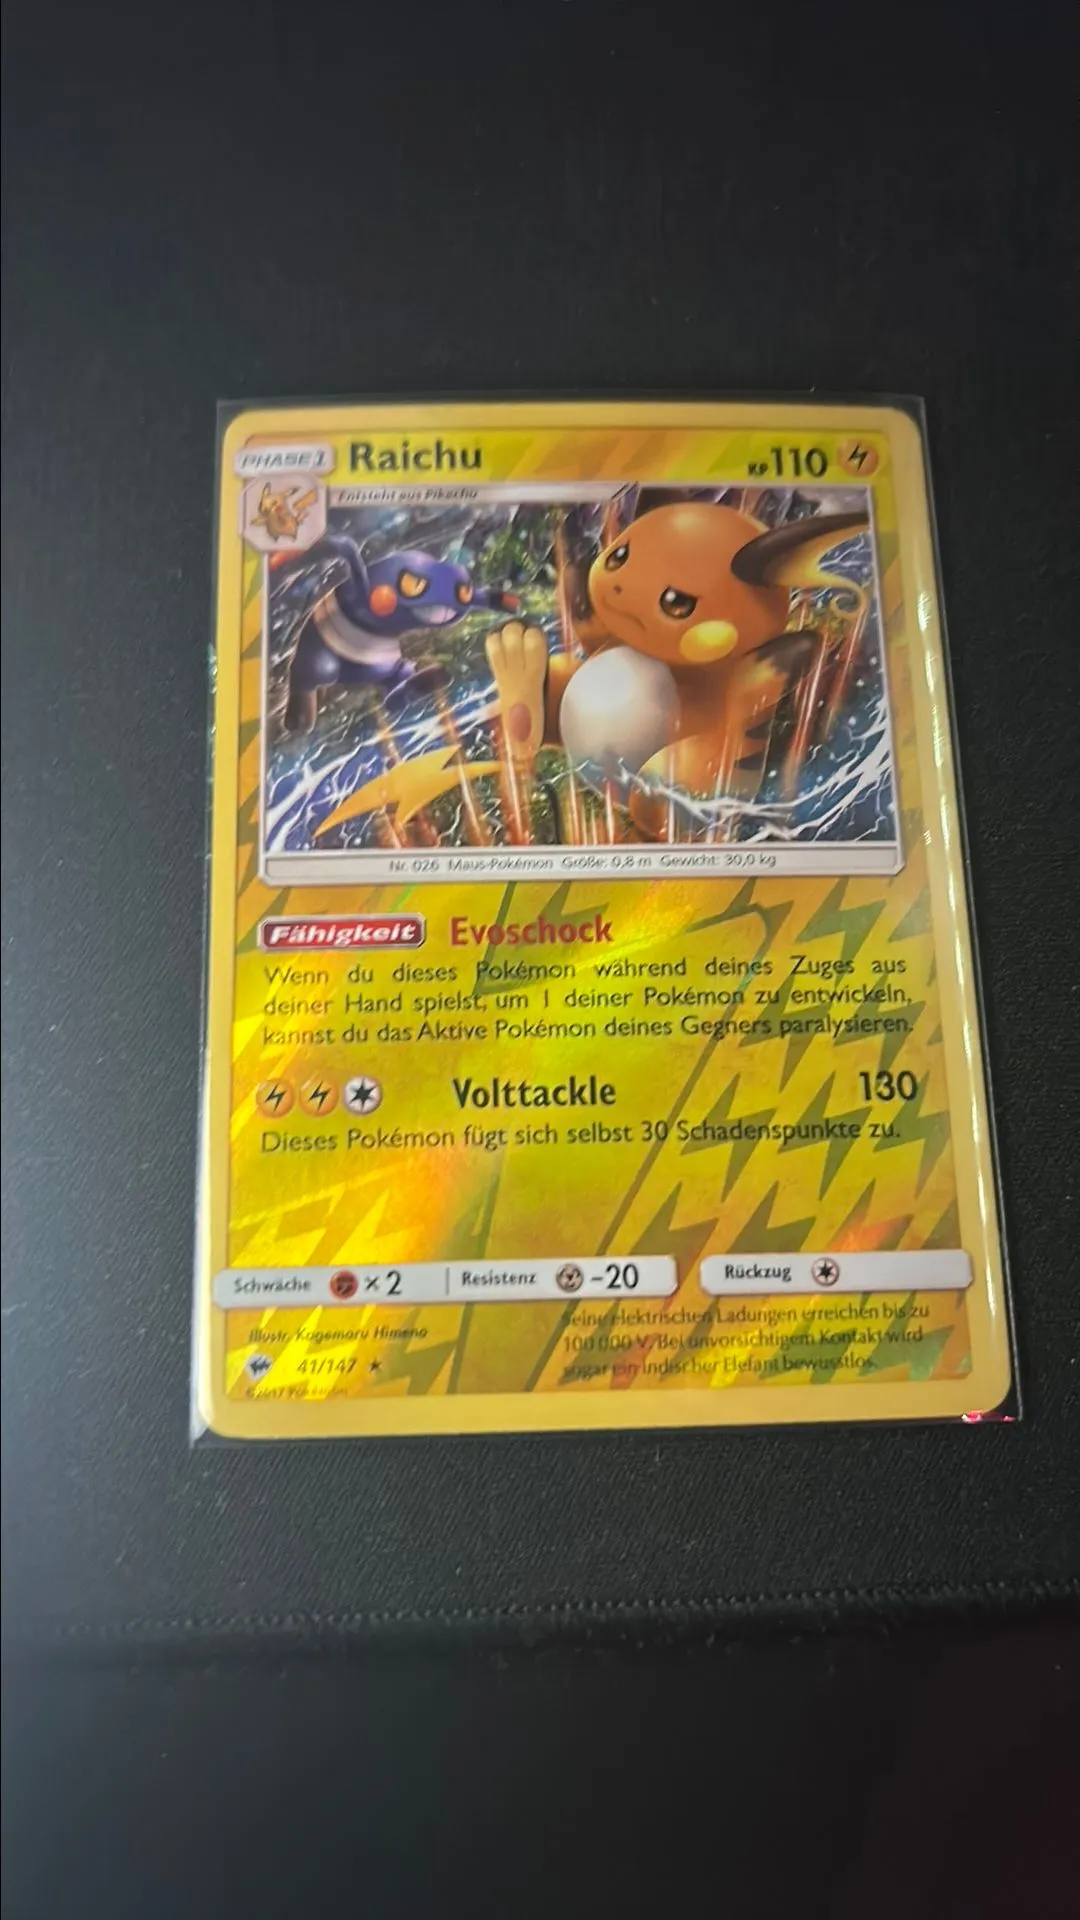 PHASE 1 Raichu KP 110
Entsteht aus Pikachu
Nr. 026 Maus-Pokémon Größe: 0,8 m Gewicht: 30,0 kg
Fähigkeit Evoschock
Wenn du dieses Pokémon während deines Zuges aus
deiner Hand spielst, um 1 deiner Pokémon zu entwickeln,
kannst du das Aktive Pokémon deines Gegners paralysieren.
Volttackle 130
Dieses Pokémon fügt sich selbst 30 Schadenspunkte zu.
Schwäche ×2 Resistenz -20 Rückzug
Illustr. Kagemaru Himeno
41/147
©2017 Pokémon
Seine elektrischen Ladungen erreichen bis zu
100 000 V. Bei unvorsichtigem Kontakt wird
sogar ein Indischer Elefant bewusstlos.